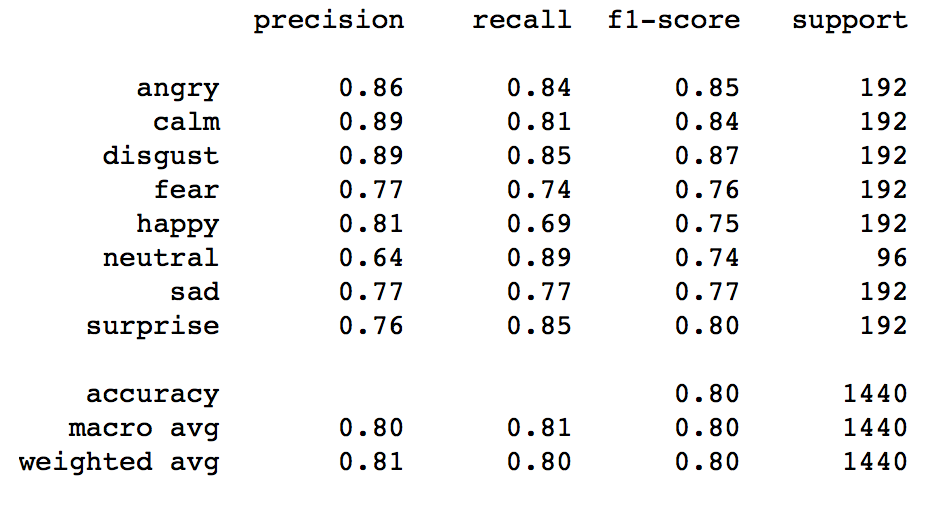 precision recall f1-score support
angry 0.86 0.84 0.85 192
calm 0.89 0.81 0.84 192
disgust 0.89 0.85 0.87 192
fear 0.77 0.74 0.76 192
happy 0.81 0.69 0.75 192
neutral 0.64 0.89 0.74 96
sad 0.77 0.77 0.77 192
surprise 0.76 0.85 0.80 192
accuracy 0.80 1440
macro avg 0.80 0.81 0.80 1440
weighted avg 0.81 0.80 0.80 1440